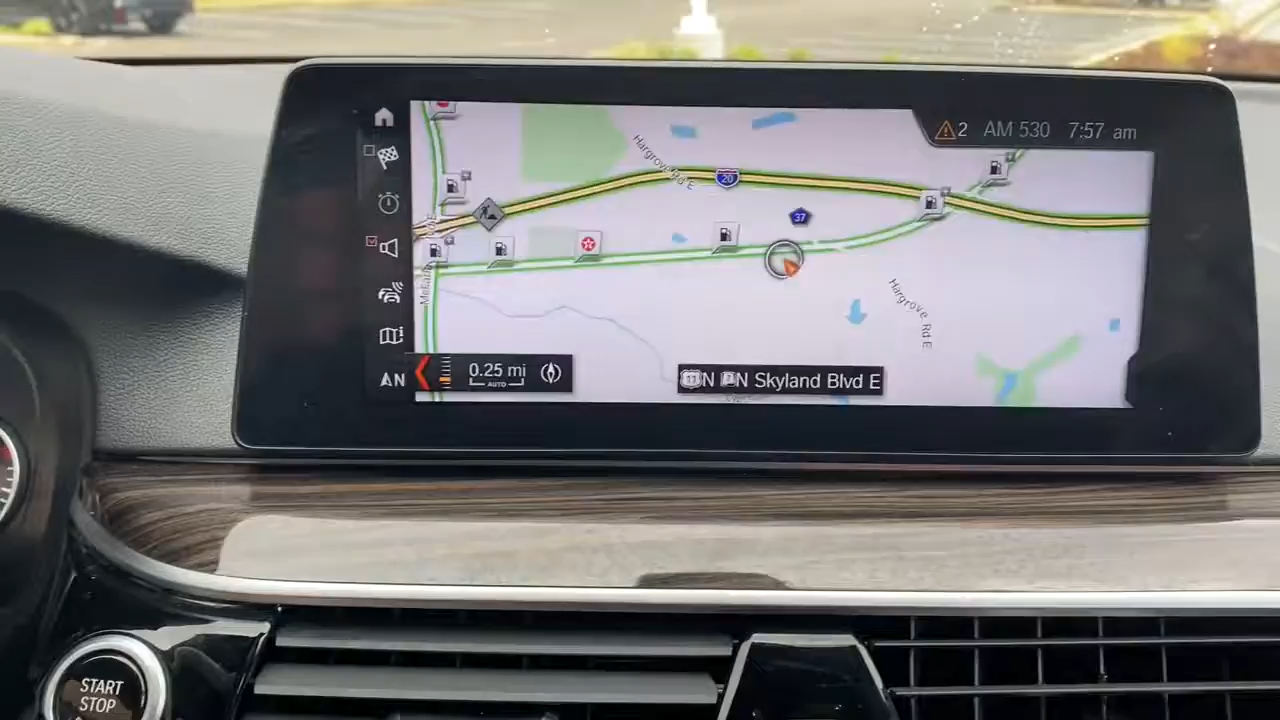 2 AM 530 7:57 am
Hargrove Rd E
20
37
Hargrove Rd E
N
0.25 mi
AUTO
N N Skyland Blvd E
START
STOP